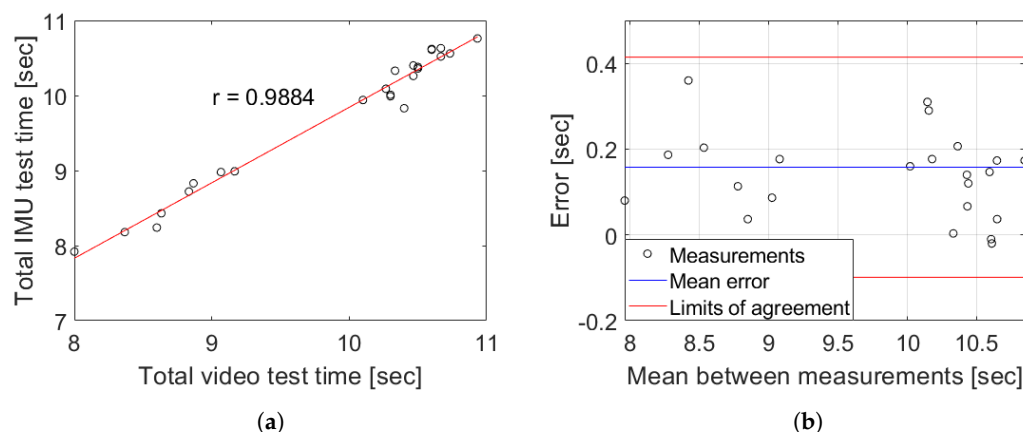 Total IMU test time [sec]
11
10
9
8
7
r = 0.9884
8 9 10 11
Total video test time [sec]
(a)
Error [sec]
0.4
0.2
0
-0.2
Measurements
Mean error
Limits of agreement
8 8.5 9 9.5 10 10.5
Mean between measurements [sec]
(b)